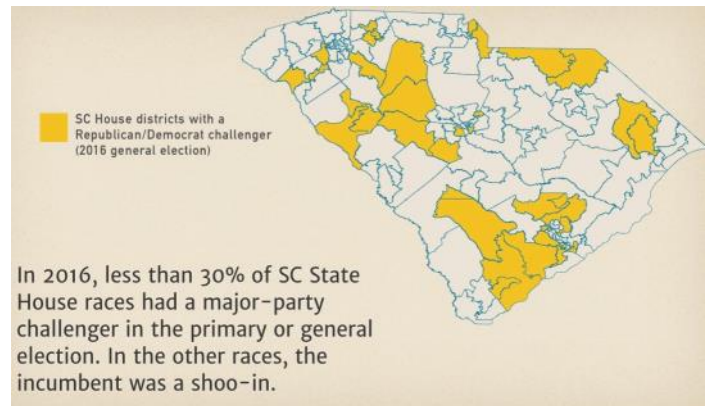 SC House districts with a
Republican/Democrat challenger
(2016 general election)
In 2016, less than 30% of SC State
House races had a major-party
challenger in the primary or general
election. In the other races, the
incumbent was a shoo-in.